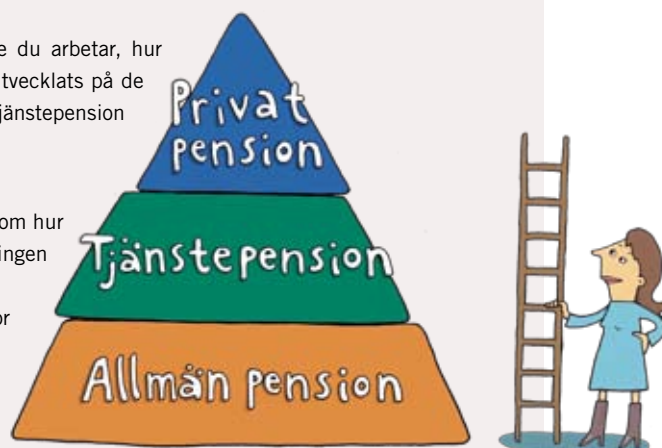 e du arbetar, hur
tvecklats på de
jänstepension
om hur
ingen
or
Privat
pension
Tjänstepension
Allmän pension